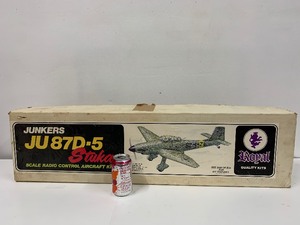 JUNKERS
JU 87D-5
Stuka
SCALE RADIO CONTROL AIRCRAFT KIT
Royal
QUALITY KITS